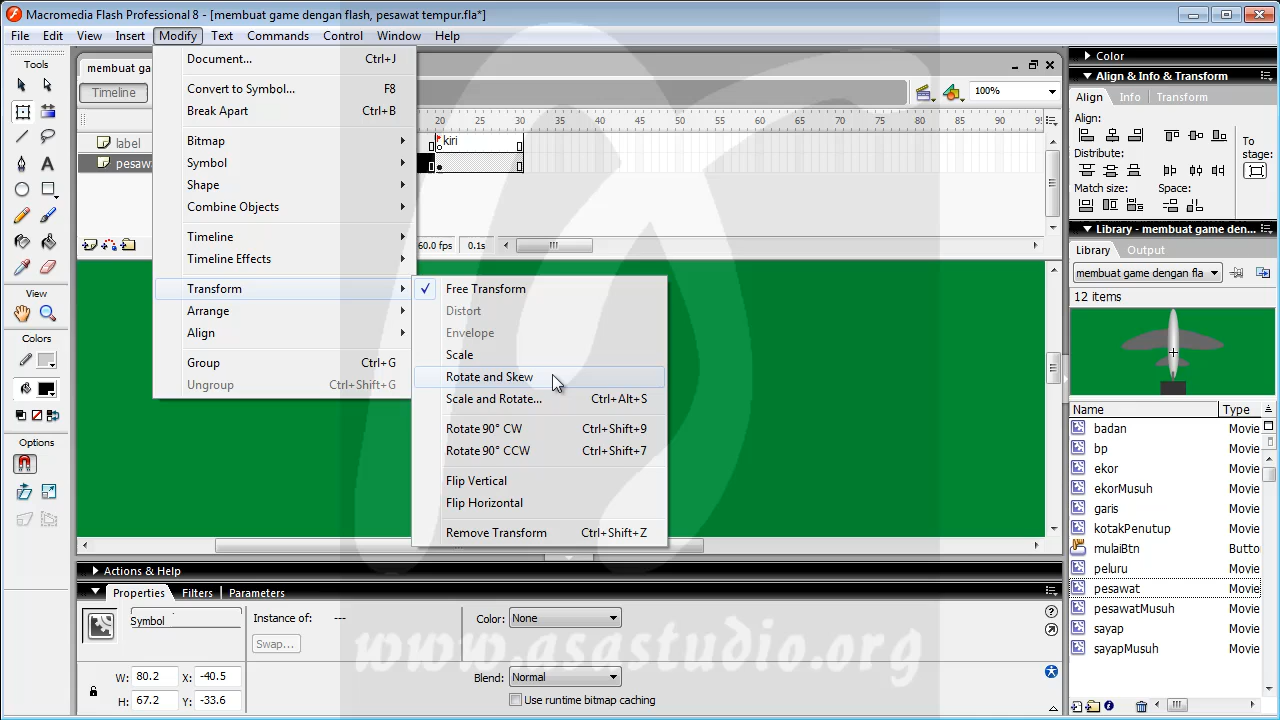 Macromedia Flash Professional 8 - [membuat game dengan flash, pesawat tempur.fla*]
File Edit View Insert Modify Text Commands Control Window Help
Tools
View
Colors
Options
membuat ga
Timeline
label
pesaw
Document... Ctrl+J
Convert to Symbol... F8
Break Apart Ctrl+B
Bitmap
Symbol
Shape
Combine Objects
Timeline
Timeline Effects
Transform
Arrange
Align
Group Ctrl+G
Ungroup Ctrl+Shift+G
Free Transform
Distort
Envelope
Scale
Rotate and Skew
Scale and Rotate... Ctrl+Alt+S
Rotate 90° CW Ctrl+Shift+9
Rotate 90° CCW Ctrl+Shift+7
Flip Vertical
Flip Horizontal
Remove Transform Ctrl+Shift+Z
100%
20 25 30 35 40 45 50 55 60 65 70 75 80 85 90 95
kiri
60.0 fps 0.1s
Actions & Help
Properties Filters Parameters
Symbol
Instance of: ---
Swap...
Color: None
Blend: Normal
Use runtime bitmap caching
W: 80.2 X: -40.5
H: 67.2 Y: -33.6
www.usastudio.org
Color
Align & Info & Transform
Align Info Transform
Align:
To stage:
Distribute:
Match size: Space:
Library - membuat game den...
Library Output
membuat game dengan fla
12 items
Name Type
badan Movie
bp Movie
ekor Movie
ekorMusuh Movie
garis Movie
kotakPenutup Movie
mulaiBtn Butto
peluru Movie
pesawat Movie
pesawatMusuh Movie
sayap Movie
sayapMusuh Movie